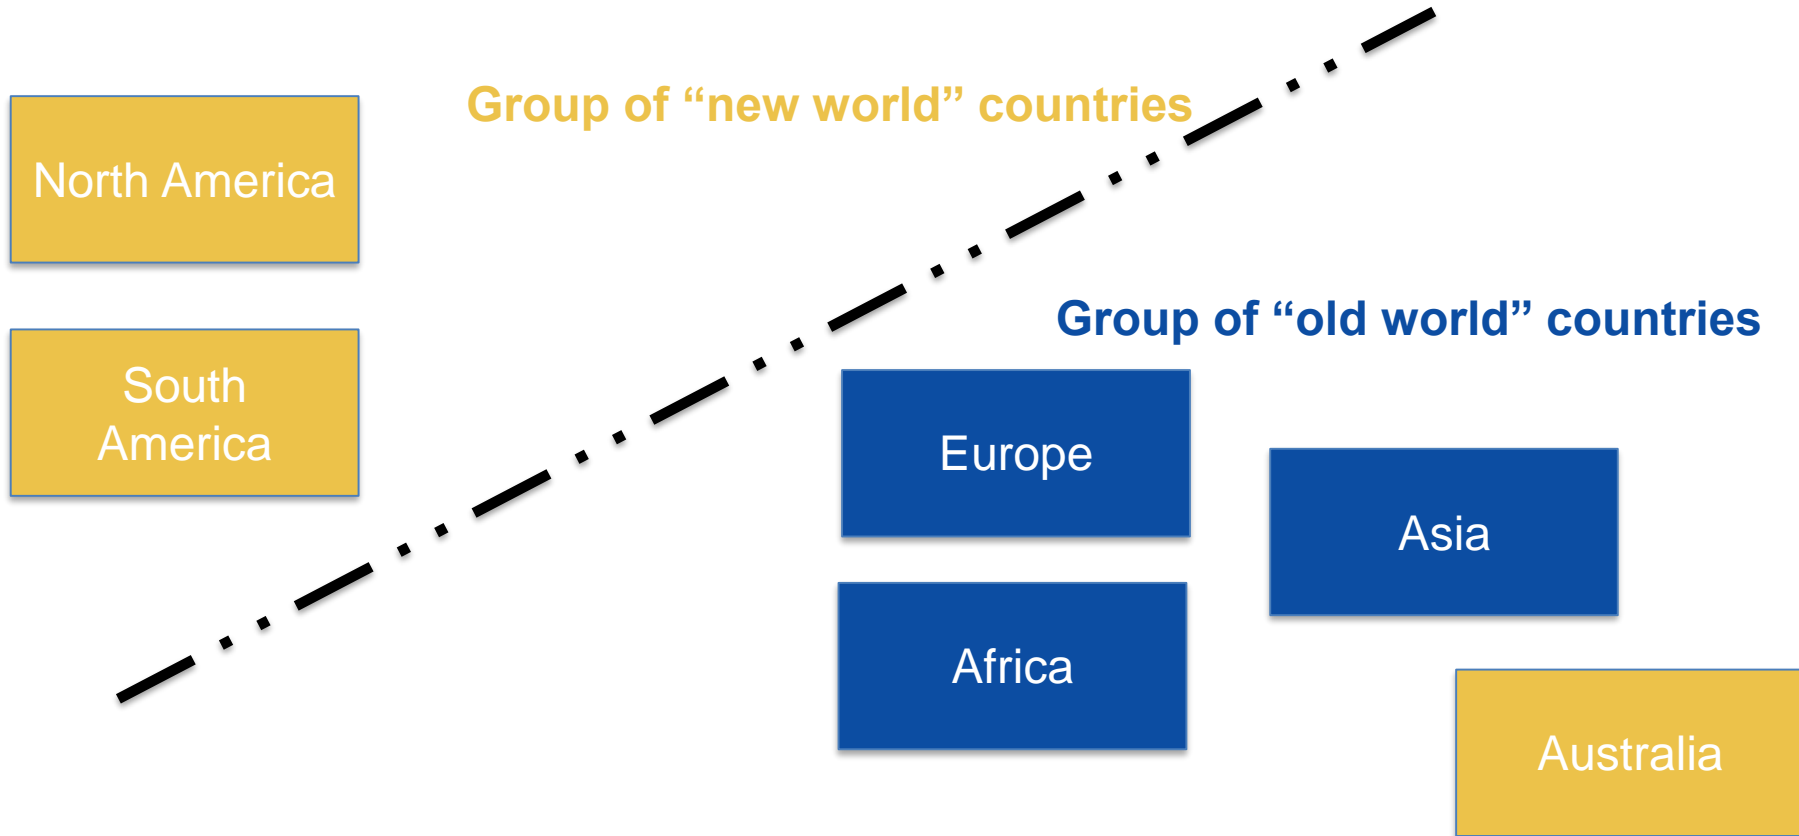 Group of “new world” countries
North America
South
America
Group of “old world” countries
Europe
Asia
Africa
Australia